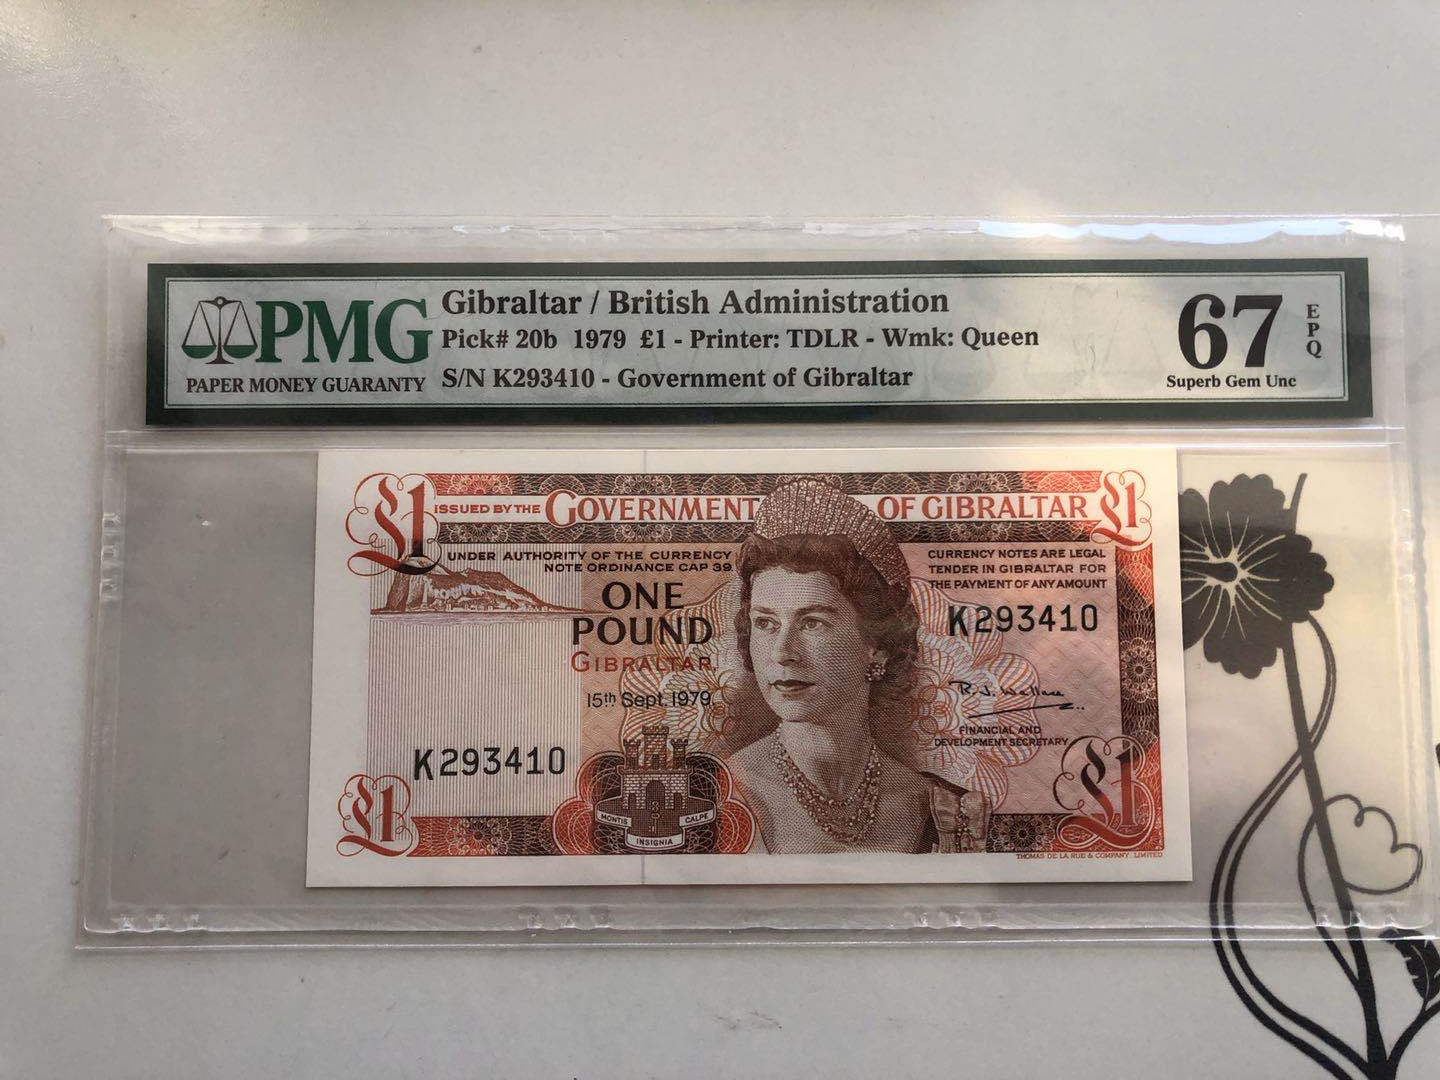 PMG
PAPER MONEY GUARANTY
Gibraltar / British Administration
Pick# 20b 1979 £1 - Printer: TDLR - Wmk: Queen
S/N K293410 - Government of Gibraltar
67
EPQ
Superb Gem Unc
£1
ISSUED BY THE GOVERNMENT OF GIBRALTAR
£1
UNDER AUTHORITY OF THE CURRENCY
NOTE ORDINANCE CAP 39.
CURRENCY NOTES ARE LEGAL
TENDER IN GIBRALTAR FOR
THE PAYMENT OF ANY AMOUNT
ONE
POUND
GIBRALTAR,
15th Sept. 1979.
K293410
R.J. Wallace
FINANCIAL AND
DEVELOPMENT SECRETARY
K293410
MONTIS
INSIGNIA
CALPE
£1
£1
THOMAS DE LA RUE & COMPANY, LIMITED